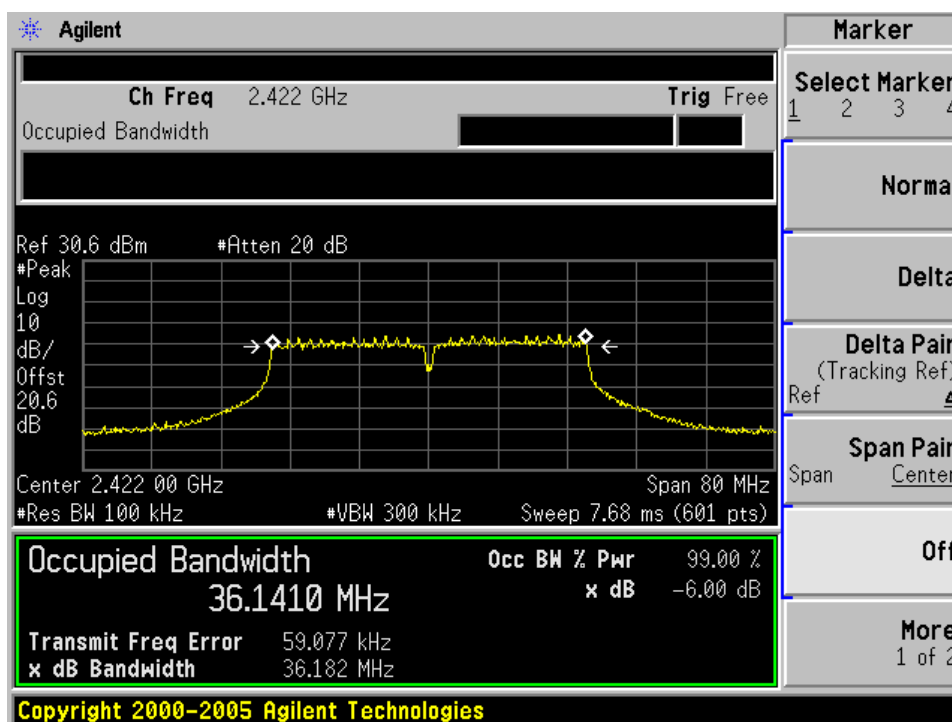 Agilent
Ch Freq 2.422 GHz Trig Free
Occupied Bandwidth
Ref 30.6 dBm #Atten 20 dB
#Peak
Log
10
dB/
Offst
20.6
dB
Center 2.422 00 GHz Span 80 MHz
#Res BW 100 kHz #VBW 300 kHz Sweep 7.68 ms (601 pts)
Occupied Bandwidth
36.1410 MHz
Occ BW % Pwr 99.00 %
x dB -6.00 dB
Transmit Freq Error 59.077 kHz
x dB Bandwidth 36.182 MHz
Copyright 2000-2005 Agilent Technologies
Marker
Select Marker
1 2 3 4
Norma
Delta
Delta Pair
(Tracking Ref)
Ref
Span Pair
Span Center
Off
More
1 of 2